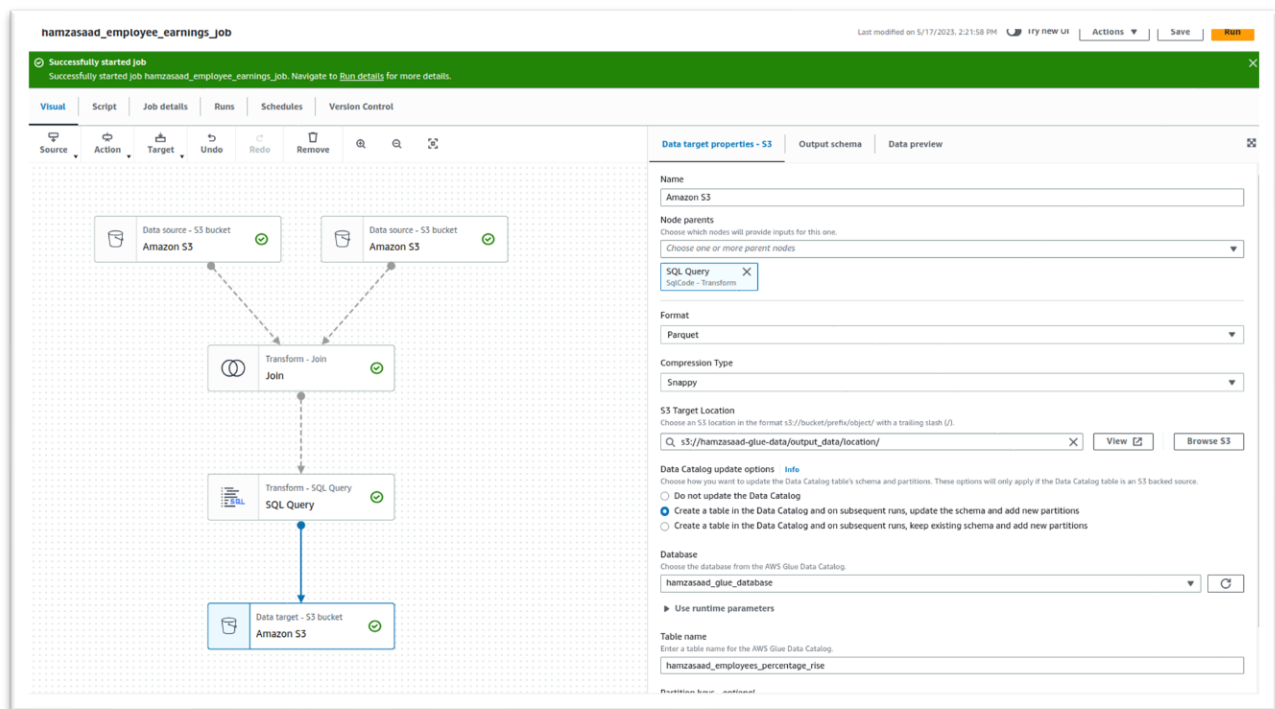 hamzasaad_employee_earnings_job
Last modified on 5/17/2023, 2:21:58 PM Try new UI Actions Save Run
Successfully started job
Successfully started job hamzasaad_employee_earnings_job. Navigate to Run details for more details.
Visual Script Job details Runs Schedules Version Control
Source Action Target Undo Redo Remove
Data source - S3 bucket
Amazon S3
Data source - S3 bucket
Amazon S3
Transform - Join
Join
Transform - SQL Query
SQL
SQL Query
Data target - S3 bucket
Amazon S3
Data target properties - S3 Output schema Data preview
Name
Amazon S3
Node parents
Choose which nodes will provide inputs for this one.
Choose one or more parent nodes
SQL Query
SqlCode - Transform
Format
Parquet
Compression Type
Snappy
S3 Target Location
Choose an S3 location in the format s3://bucket/prefix/object/ with a trailing slash (/).
s3://hamzasaad-glue-data/output_data/location/ View Browse S3
Data Catalog update options Info
Choose how you want to update the Data Catalog table's schema and partitions. These options will only apply if the Data Catalog table is an S3 backed source.
Do not update the Data Catalog
Create a table in the Data Catalog and on subsequent runs, update the schema and add new partitions
Create a table in the Data Catalog and on subsequent runs, keep existing schema and add new partitions
Database
Choose the database from the AWS Glue Data Catalog.
hamzasaad_glue_database
Use runtime parameters
Table name
Enter a table name for the AWS Glue Data Catalog.
hamzasaad_employees_percentage_rise
Partition keys - optional